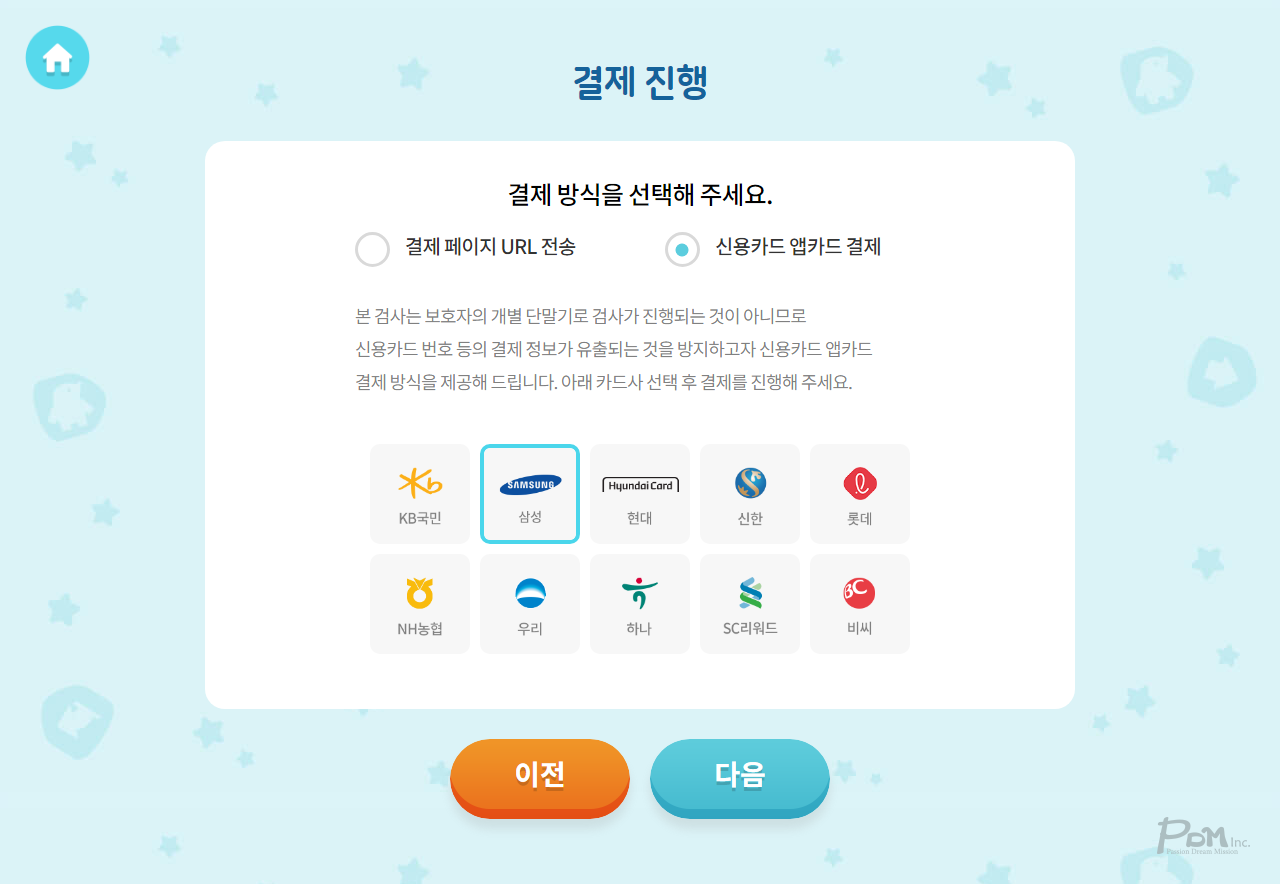 결제 진행
결제 방식을 선택해 주세요.
결제 페이지 URL 전송
신용카드 앱카드 결제
본 검사는 보호자의 개별 단말기로 검사가 진행되는 것이 아니므로
신용카드 번호 등의 결제 정보가 유출되는 것을 방지하고자 신용카드 앱카드
결제 방식을 제공해 드립니다. 아래 카드사 선택 후 결제를 진행해 주세요.
Kb
SAMSUNG
Hyundai Card
KB국민
삼성
현대
신한
롯데
BC
NH농협
우리
하나
SC리워드
비씨
이전
다음
PDM Inc.
Passion Dream Mission